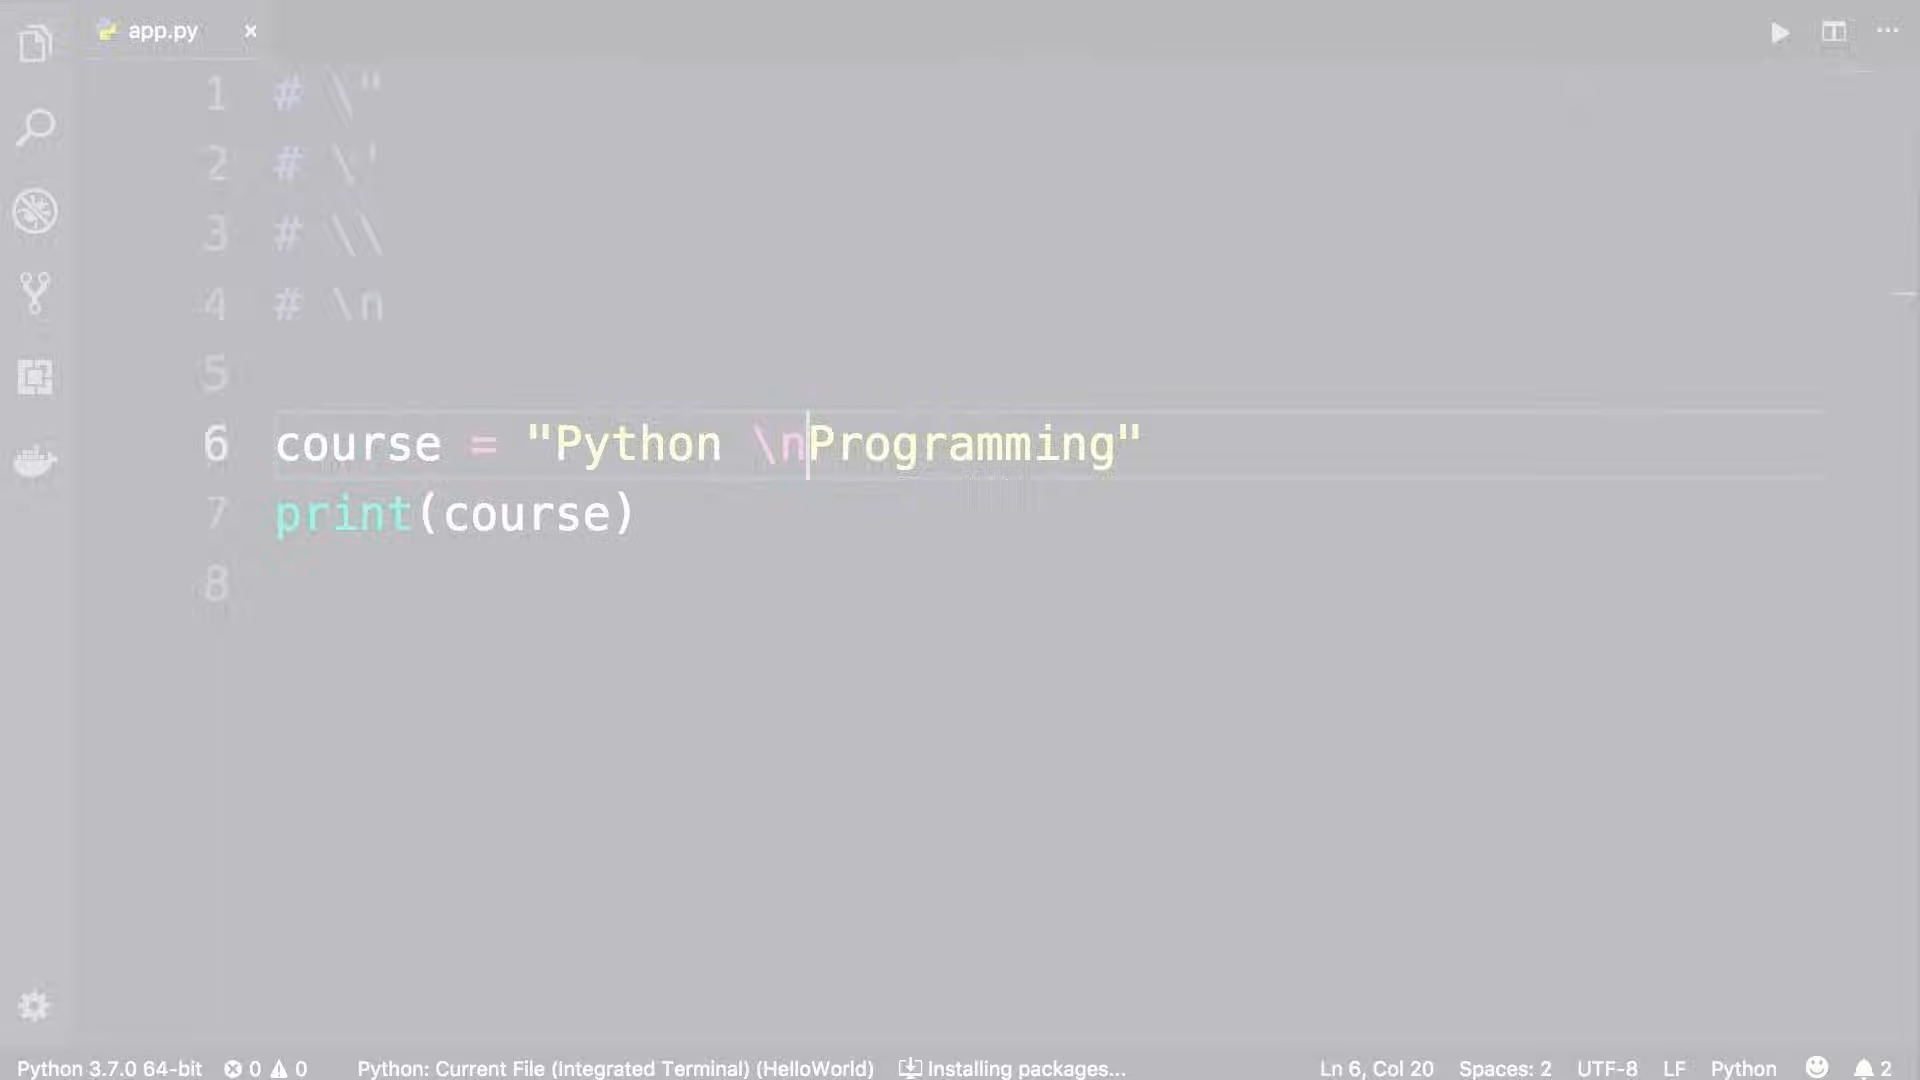 app.py ×
1 # \"
2 # \'
3 # \\
4 # \n
5
6 course = "Python \nProgramming"
7 print(course)
8
Python 3.7.0 64-bit 0 0 Python: Current File (Integrated Terminal) (HelloWorld) Installing packages... Ln 6, Col 20 Spaces: 2 UTF-8 LF Python 2